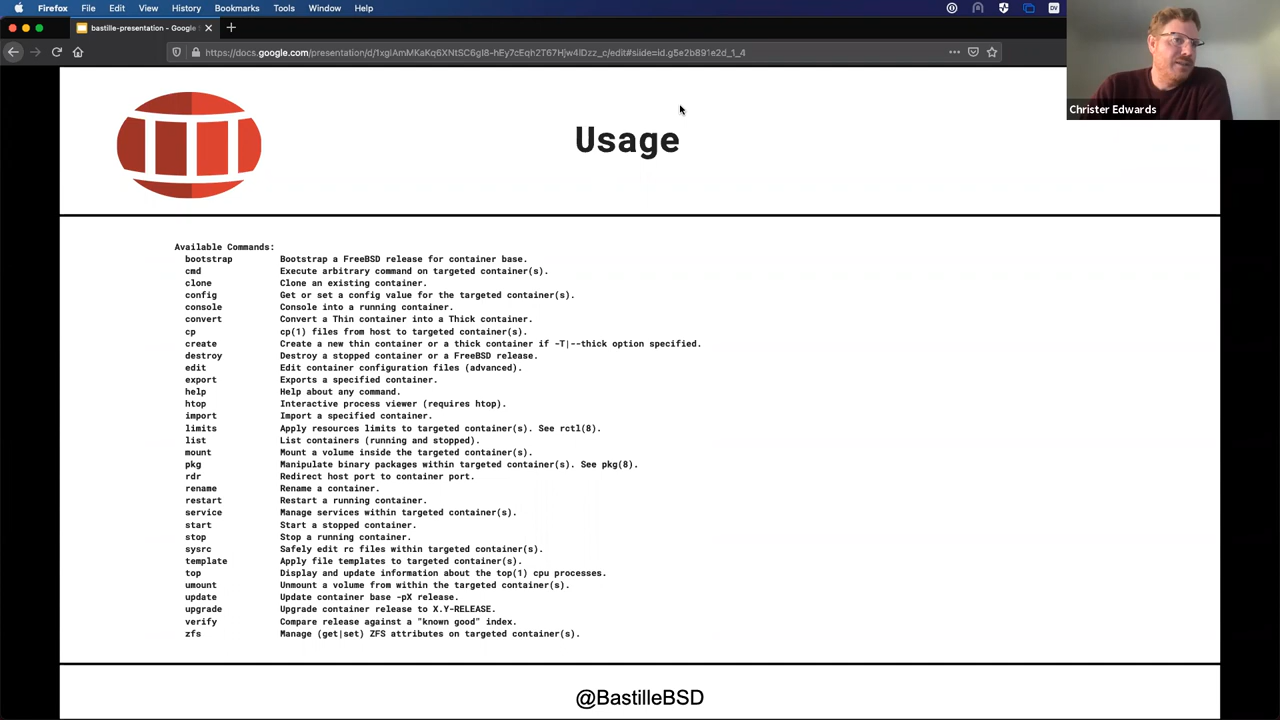 Firefox File Edit View History Bookmarks Tools Window Help
DV
bastille-presentation - Google
https://docs.google.com/presentation/d/1xgIAmMKaKq6XNtSC6gI8-hEy7cEqh2T67Hjw4lDzz_c/edit#slide=id.g5e2b891e2d_1_4
Christer Edwards
Usage
Available Commands:
bootstrap Bootstrap a FreeBSD release for container base.
cmd Execute arbitrary command on targeted container(s).
clone Clone an existing container.
config Get or set a config value for the targeted container(s).
console Console into a running container.
convert Convert a Thin container into a Thick container.
cp cp(1) files from host to targeted container(s).
create Create a new thin container or a thick container if -T|--thick option specified.
destroy Destroy a stopped container or a FreeBSD release.
edit Edit container configuration files (advanced).
export Exports a specified container.
help Help about any command.
htop Interactive process viewer (requires htop).
import Import a specified container.
limits Apply resources limits to targeted container(s). See rctl(8).
list List containers (running and stopped).
mount Mount a volume inside the targeted container(s).
pkg Manipulate binary packages within targeted container(s). See pkg(8).
rdr Redirect host port to container port.
rename Rename a container.
restart Restart a running container.
service Manage services within targeted container(s).
start Start a stopped container.
stop Stop a running container.
sysrc Safely edit rc files within targeted container(s).
template Apply file templates to targeted container(s).
top Display and update information about the top(1) cpu processes.
umount Unmount a volume from within the targeted container(s).
update Update container base -pX release.
upgrade Upgrade container release to X.Y-RELEASE.
verify Compare release against a "known good" index.
zfs Manage (get|set) ZFS attributes on targeted container(s).
@BastilleBSD